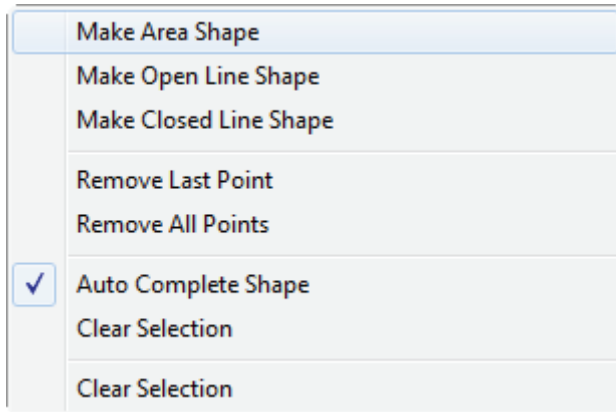 Make Area Shape
Make Open Line Shape
Make Closed Line Shape
Remove Last Point
Remove All Points
Auto Complete Shape
Clear Selection
Clear Selection